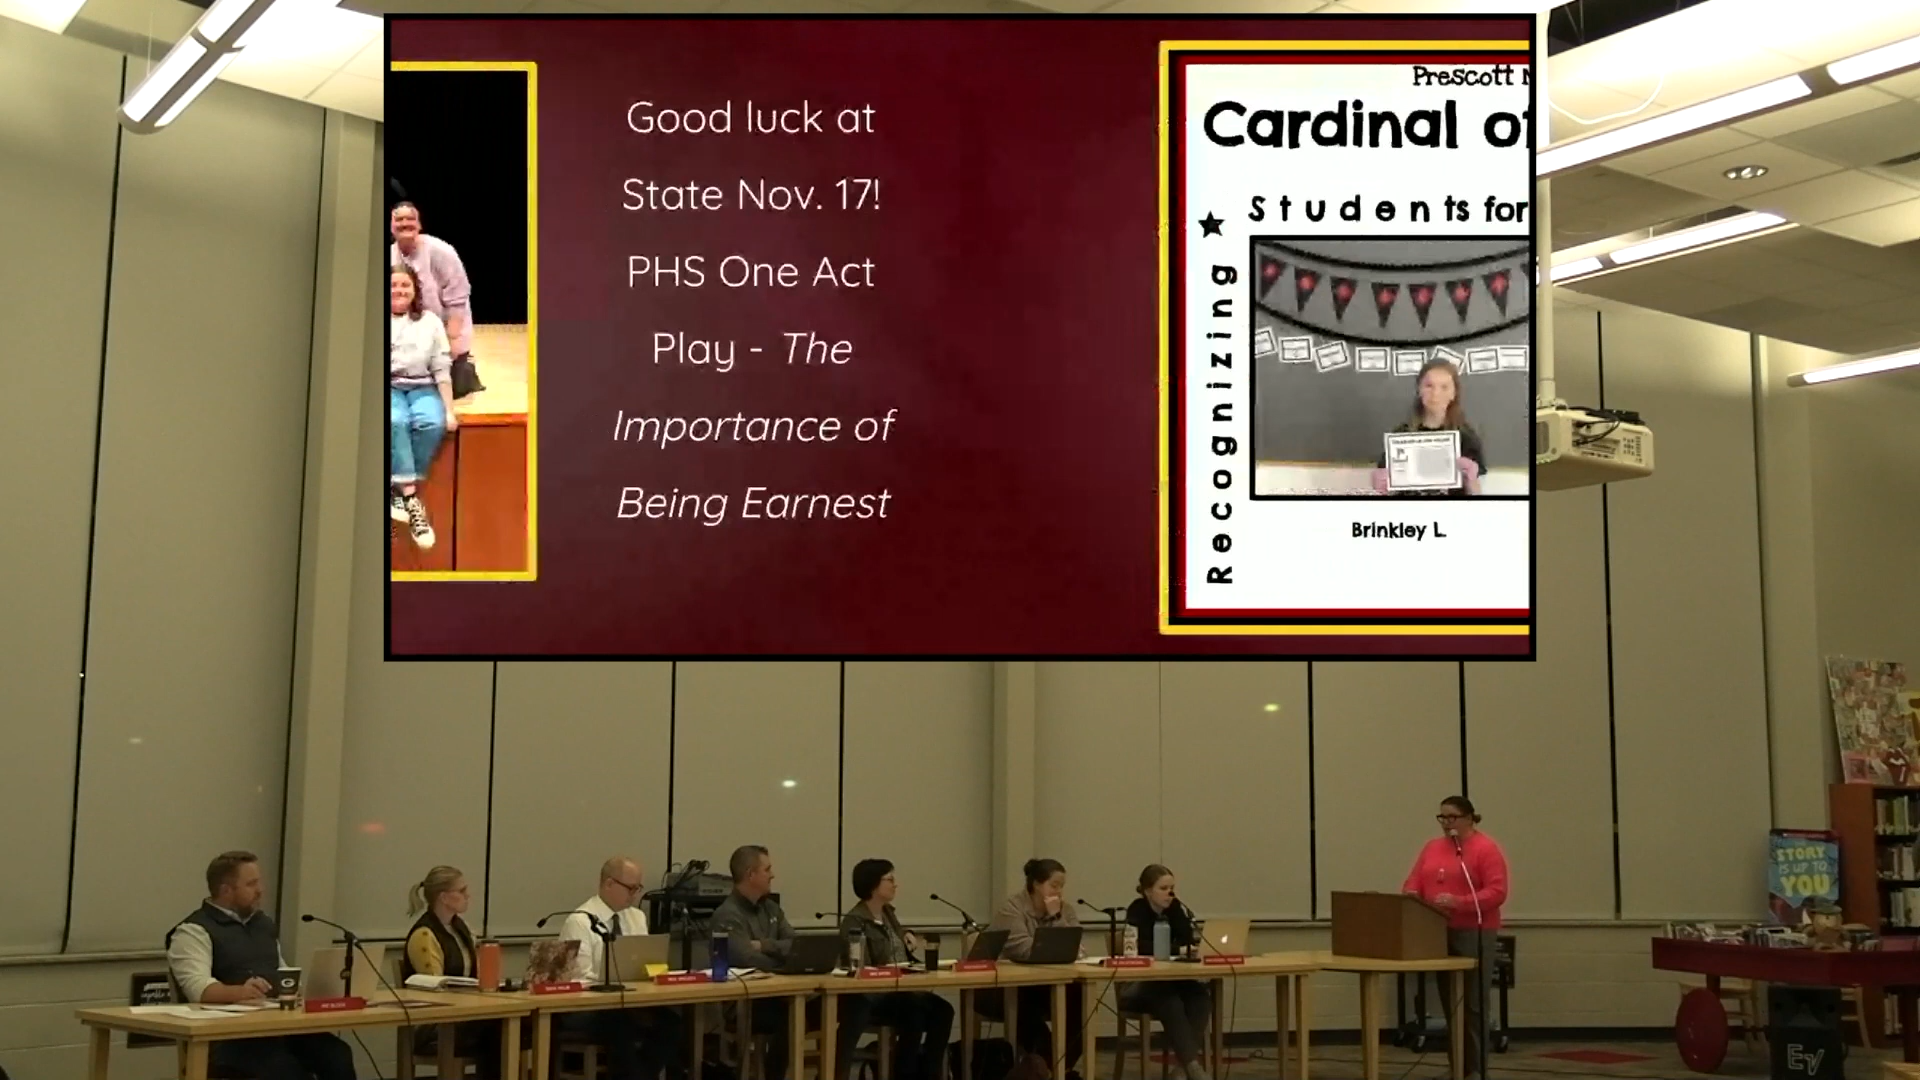 Good luck at
State Nov. 17!
PHS One Act
Play - The
Importance of
Being Earnest
Prescott
Cardinal of
Students for
Recognizing
Brinkley L.
STORY
IS UP TO
YOU
EV